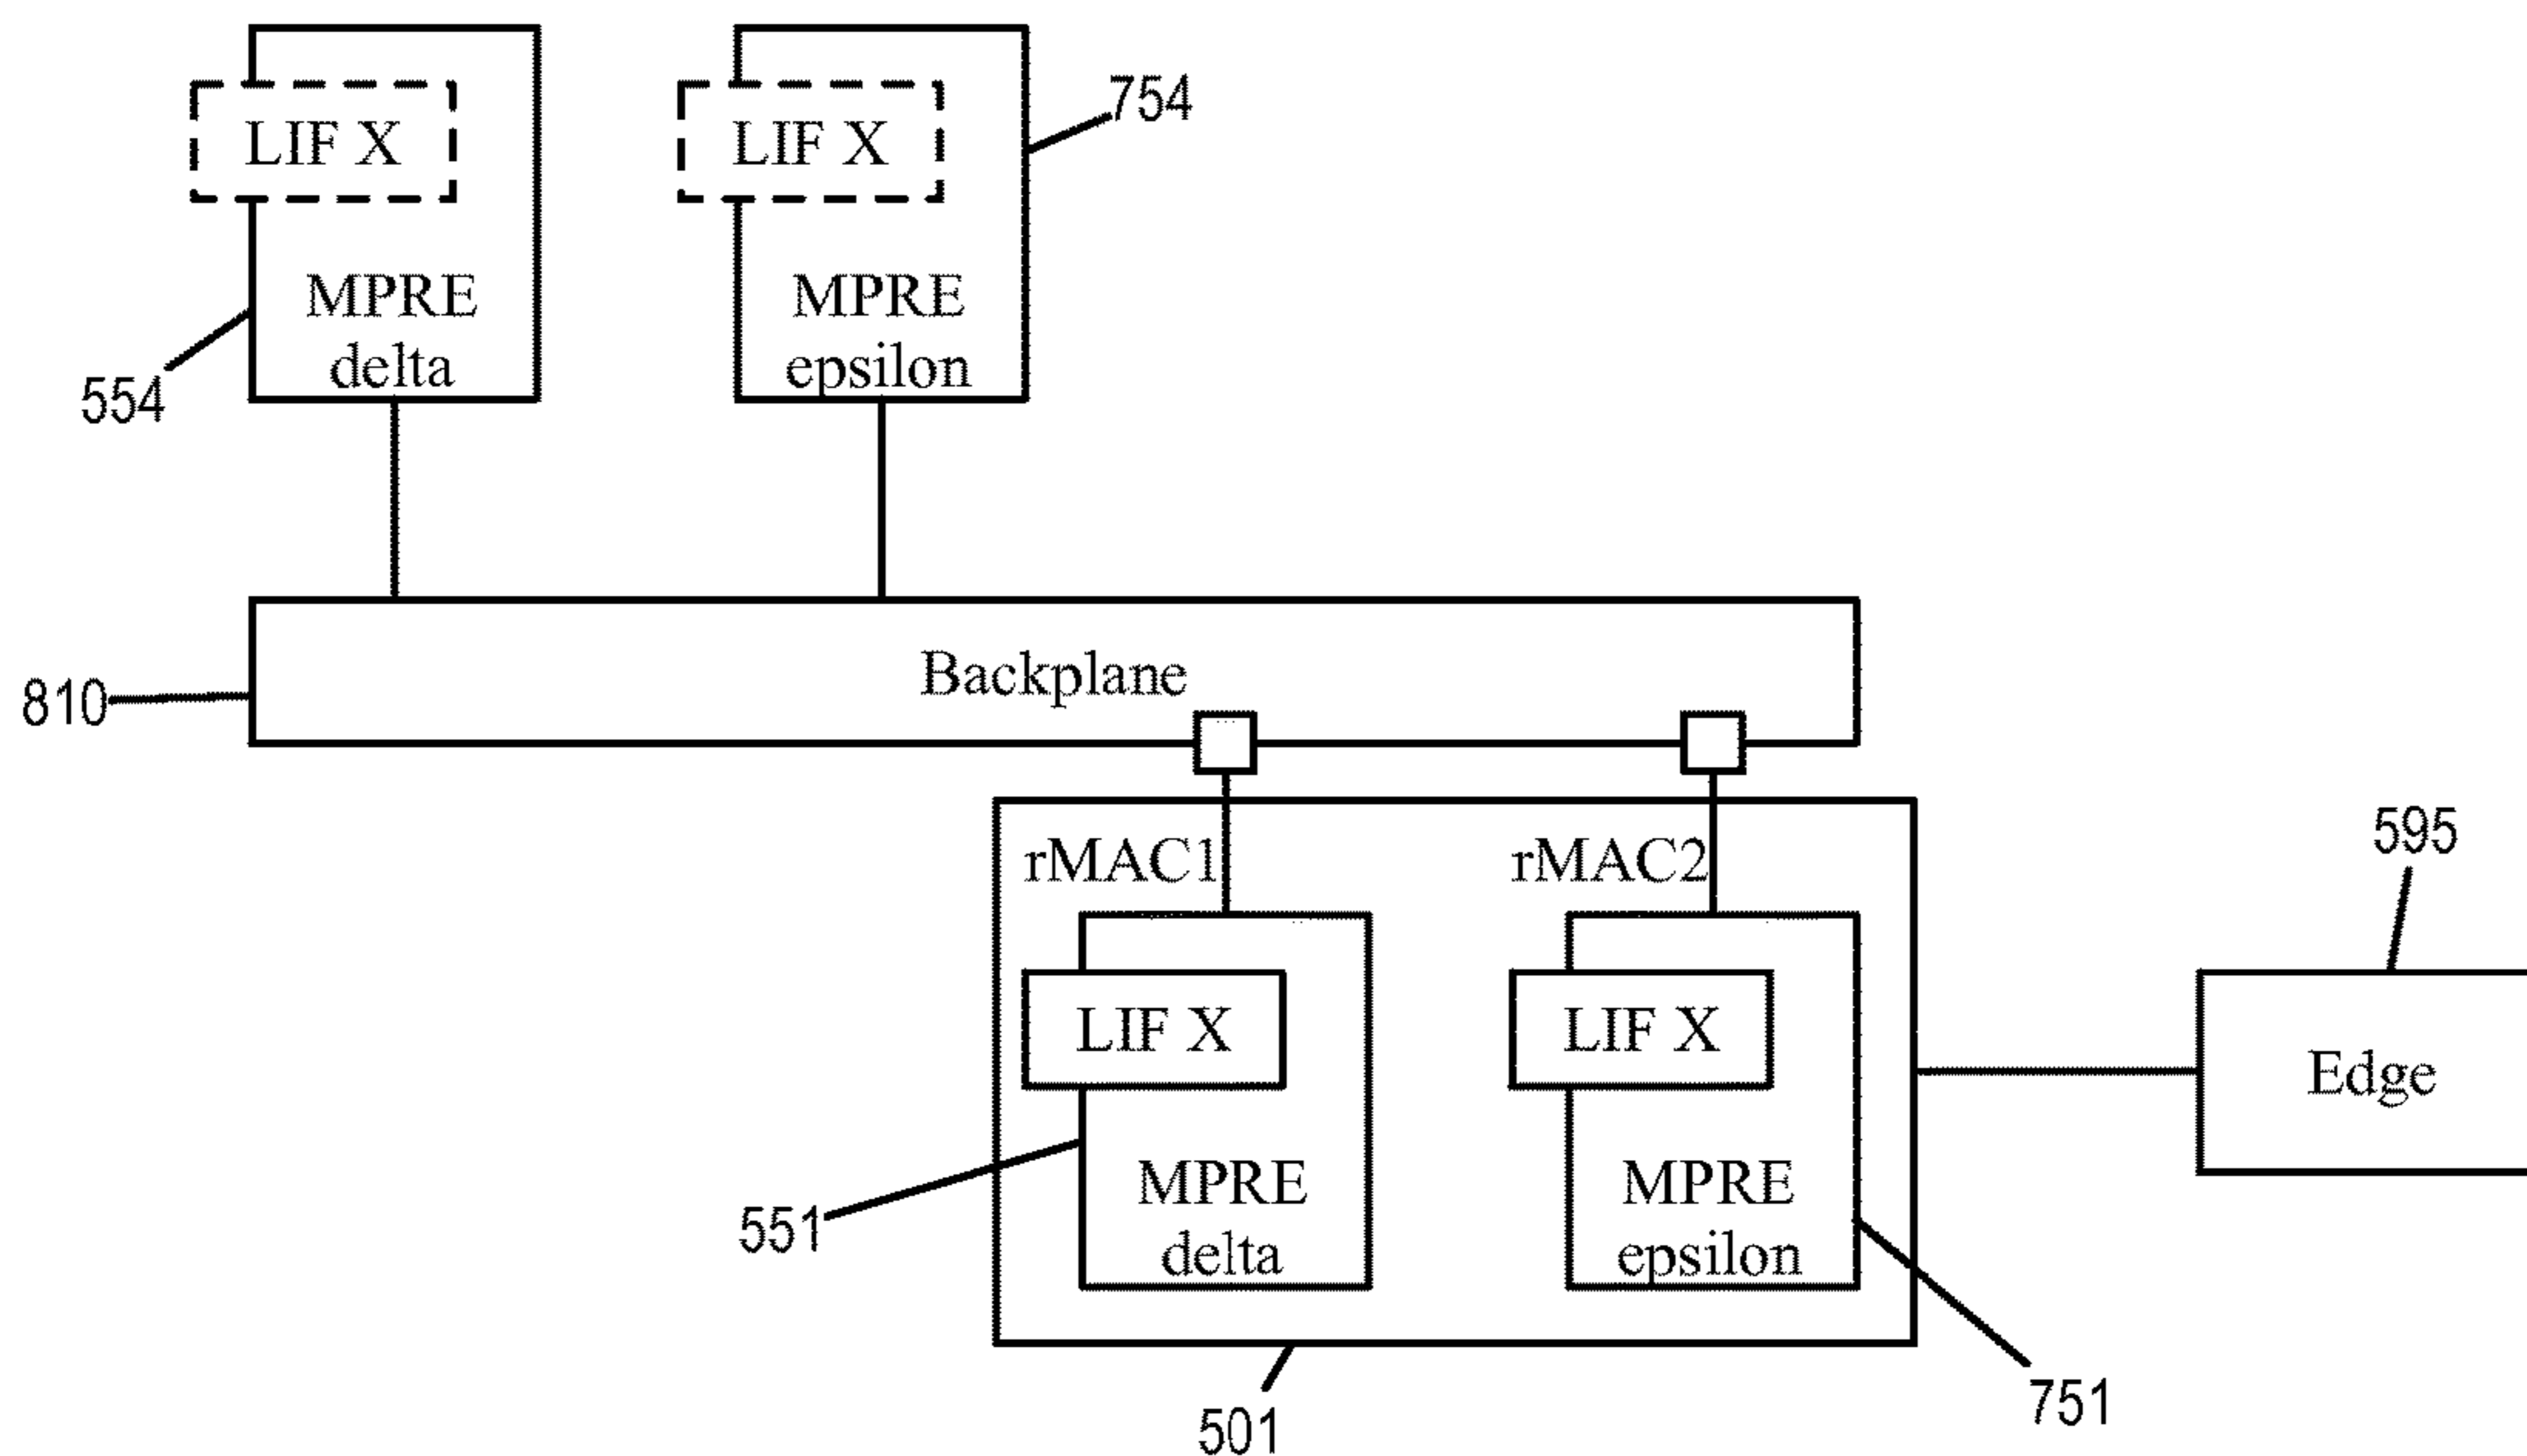 LIF X
LIF X
754
MPRE
delta
MPRE
epsilon
554
Backplane
810
rMAC1
rMAC2
595
LIF X
LIF X
Edge
MPRE
delta
MPRE
epsilon
551
751
501